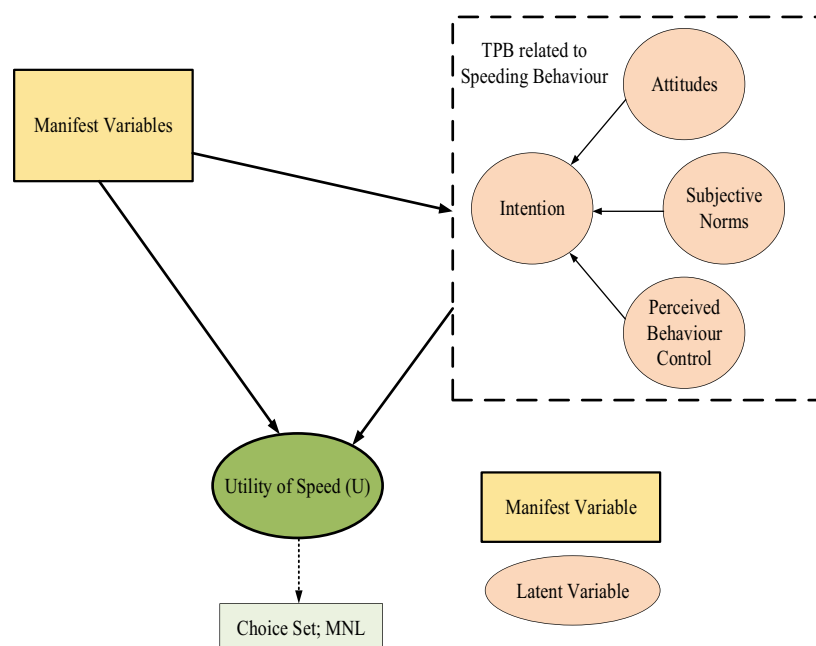 TPB related to
Speeding Behaviour
Attitudes
Manifest Variables
Intention
Subjective
Norms
Perceived
Behaviour
Control
Utility of Speed (U)
Manifest Variable
Latent Variable
Choice Set; MNL